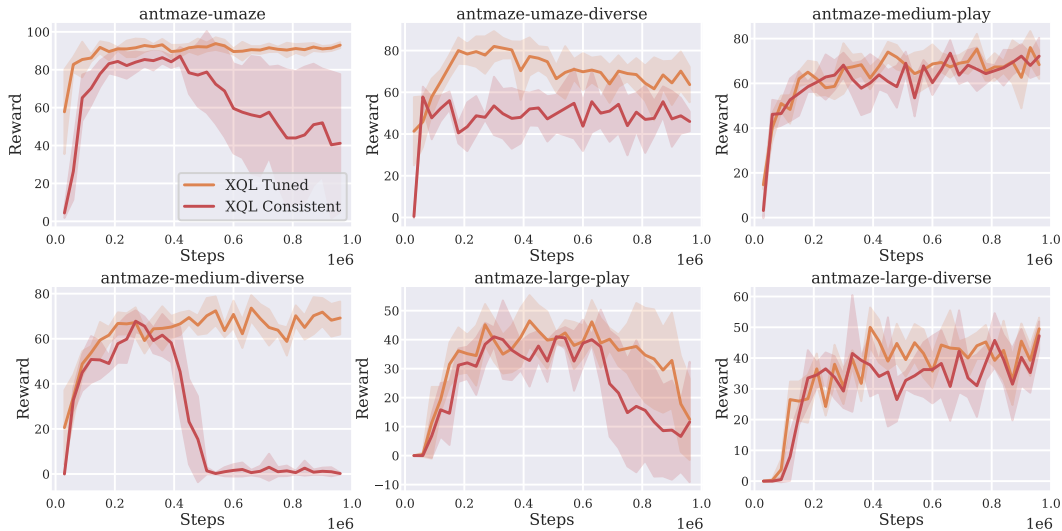 antmaze-umaze
100
80
60
40
20
0
Reward
XQL Tuned
XQL Consistent
0.0 0.2 0.4 0.6 0.8 1.0
Steps
1e6
antmaze-umaze-diverse
80
60
40
20
0
Reward
0.0 0.2 0.4 0.6 0.8 1.0
Steps
1e6
antmaze-medium-play
80
60
40
20
0
Reward
0.0 0.2 0.4 0.6 0.8 1.0
Steps
1e6
antmaze-medium-diverse
80
60
40
20
0
Reward
0.0 0.2 0.4 0.6 0.8 1.0
Steps
1e6
antmaze-large-play
50
40
30
20
10
0
−10
Reward
0.0 0.2 0.4 0.6 0.8 1.0
Steps
1e6
antmaze-large-diverse
60
50
40
30
20
10
0
Reward
0.0 0.2 0.4 0.6 0.8 1.0
Steps
1e6